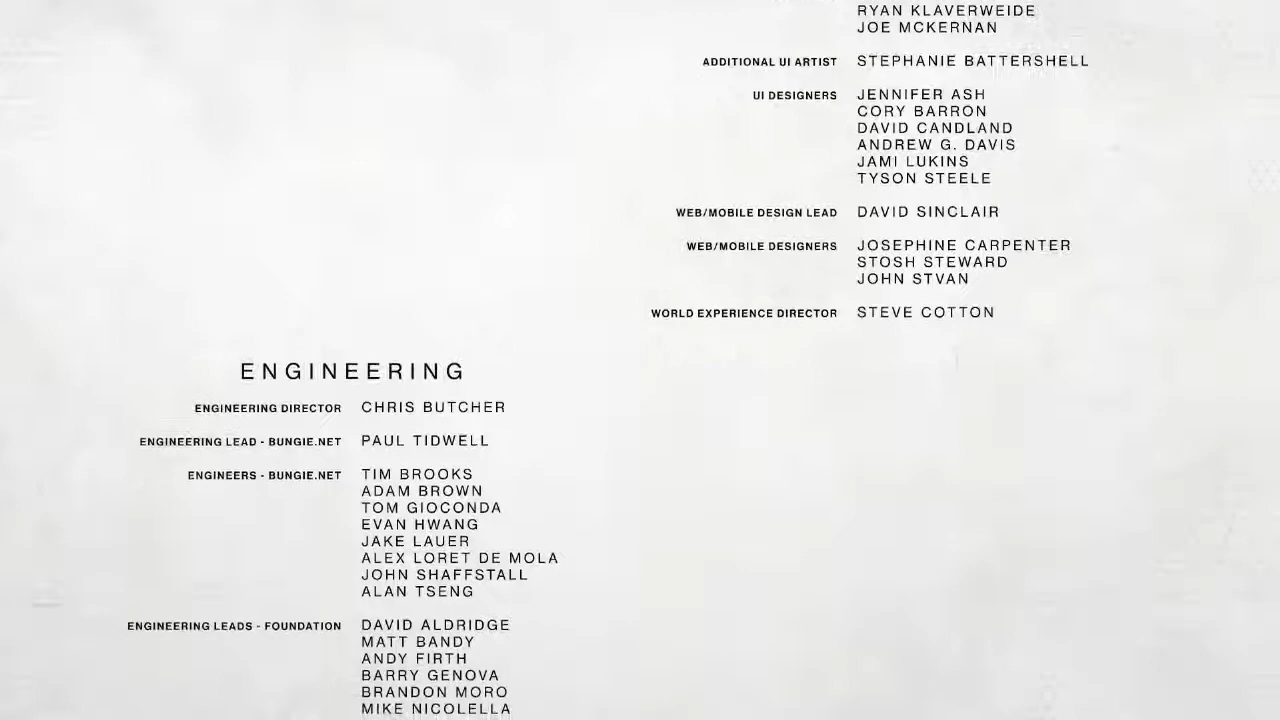 RYAN KLAVERWEIDE
JOE MCKERNAN
ADDITIONAL UI ARTIST STEPHANIE BATTERSHELL
UI DESIGNERS JENNIFER ASH
CORY BARRON
DAVID CANDLAND
ANDREW G. DAVIS
JAMI LUKINS
TYSON STEELE
WEB/MOBILE DESIGN LEAD DAVID SINCLAIR
WEB/MOBILE DESIGNERS JOSEPHINE CARPENTER
STOSH STEWARD
JOHN STVAN
WORLD EXPERIENCE DIRECTOR STEVE COTTON
ENGINEERING
ENGINEERING DIRECTOR CHRIS BUTCHER
ENGINEERING LEAD - BUNGIE.NET PAUL TIDWELL
ENGINEERS - BUNGIE.NET TIM BROOKS
ADAM BROWN
TOM GIOCONDA
EVAN HWANG
JAKE LAUER
ALEX LORET DE MOLA
JOHN SHAFFSTALL
ALAN TSENG
ENGINEERING LEADS - FOUNDATION DAVID ALDRIDGE
MATT BANDY
ANDY FIRTH
BARRY GENOVA
BRANDON MORO
MIKE NICOLELLA